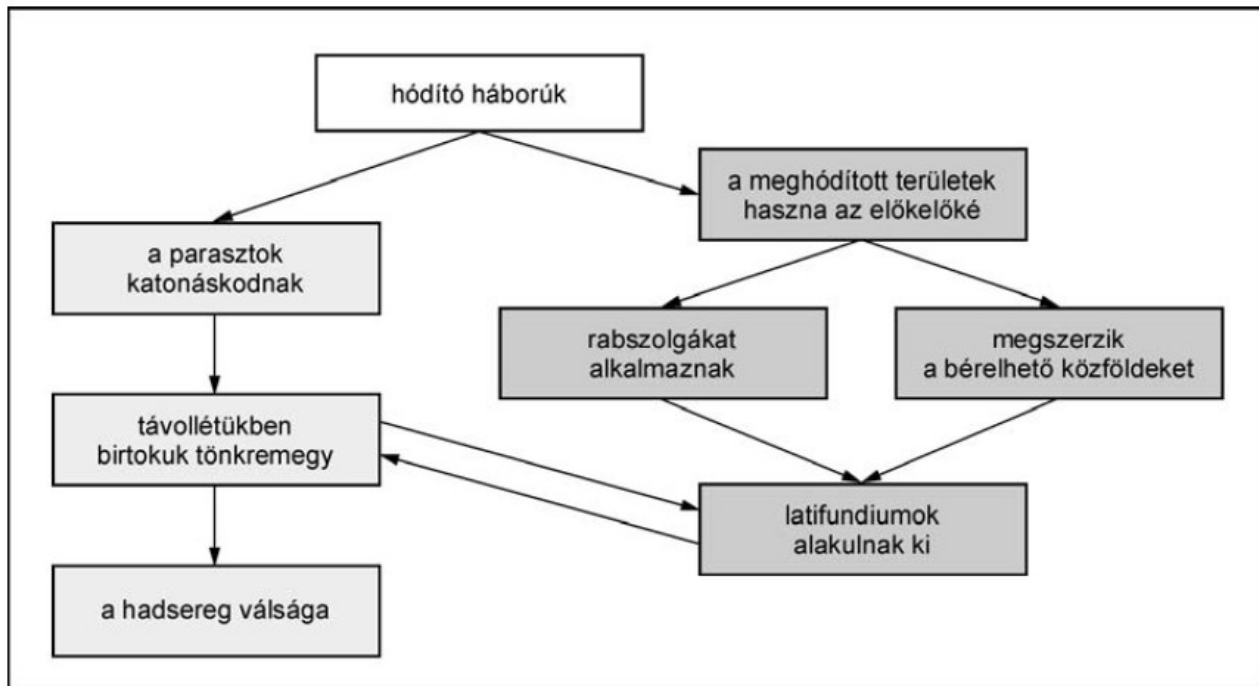 hódító háborúk
a meghódított területek
haszna az előkelőké
a parasztok
katonáskodnak
rabszolgákat
alkalmaznak
megszerzik
a bérelhető közföldeket
távollétükben
birtokuk tönkremegy
latifundiumok
alakulnak ki
a hadsereg válsága